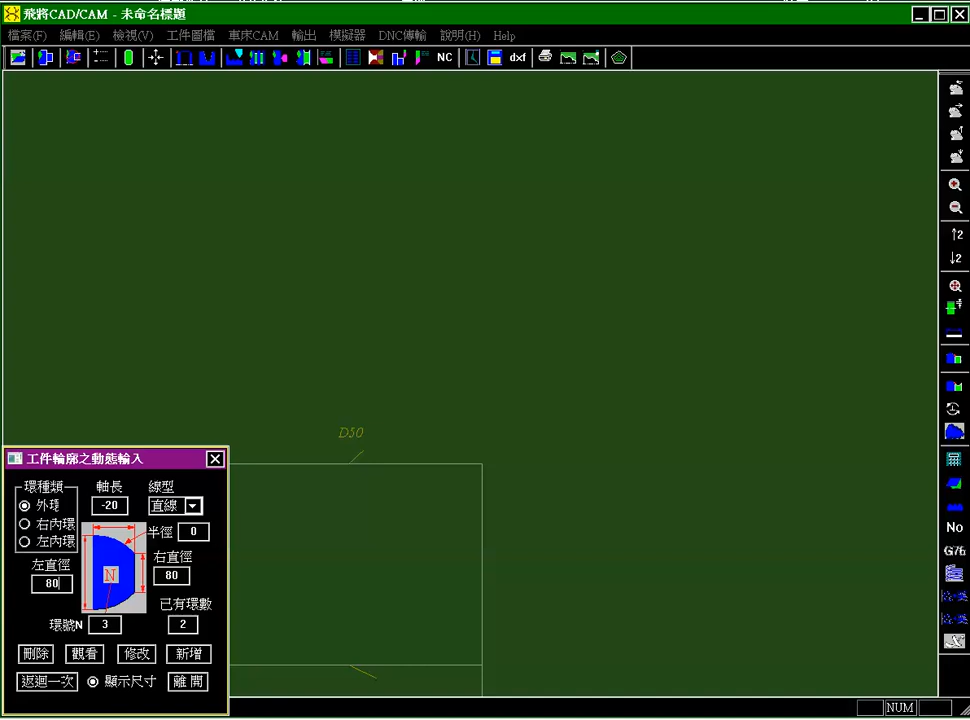 飛將CAD/CAM - 未命名標題
檔案(F) 編輯(E) 檢視(V) 工件圖檔 車床CAM 輸出 模擬器 DNC傳輸 說明(H) Help
NC dxf
2
2
No
G76
D50
工件輪廓之動態輸入
環種類 軸長 線型
外環 -20 直線
右內環 半徑 0
左內環
左直徑 右直徑
80 N 80
已有環數
環號N 3 2
刪除 觀看 修改 新增
返迴一次 顯示尺寸 離開
NUM